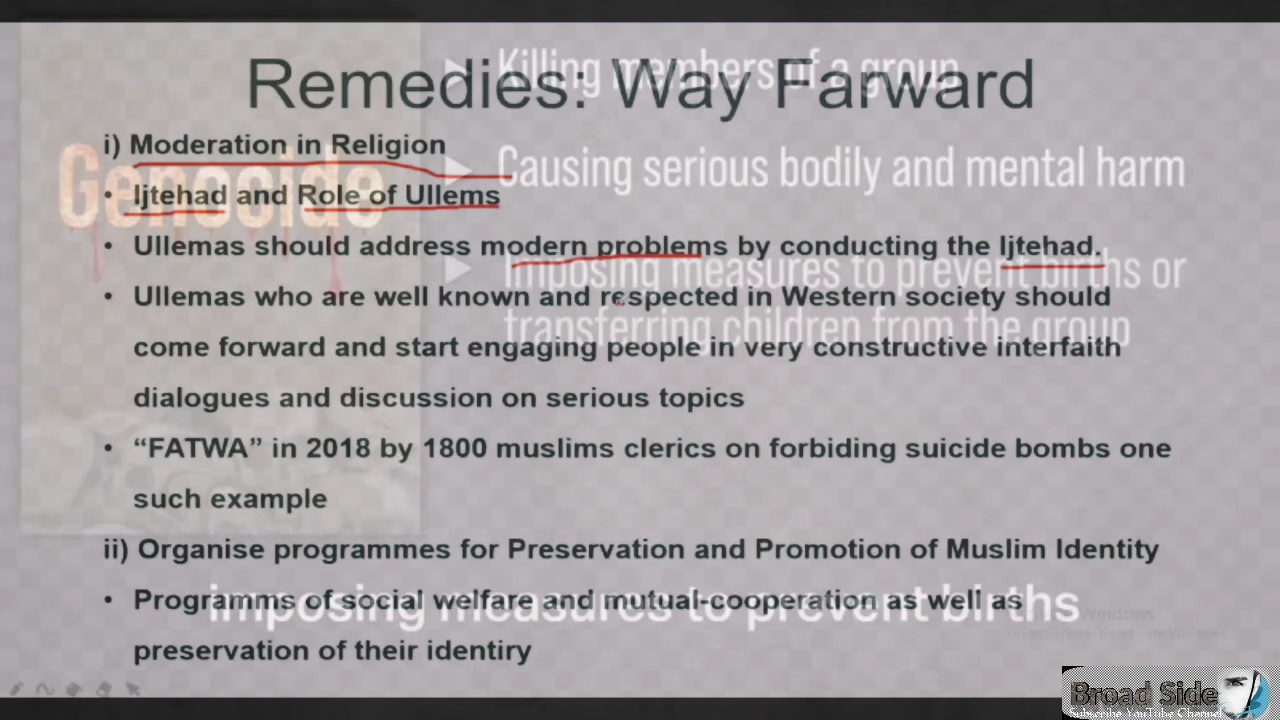 Remedies: Way Farward
Killing members of a group
i) Moderation in Religion
Genocide
Causing serious bodily and mental harm
• Ijtehad and Role of Ullems
• Ullemas should address modern problems by conducting the Ijtehad.
Imposing measures to prevent births or
transferring children from the group
• Ullemas who are well known and respected in Western society should
come forward and start engaging people in very constructive interfaith
dialogues and discussion on serious topics
• “FATWA” in 2018 by 1800 muslims clerics on forbiding suicide bombs one
such example
ii) Organise programmes for Preservation and Promotion of Muslim Identity
• Programms of social welfare and mutual-cooperation as well as
preservation of their identiry
imposing measures to prevent births
Windows
Broad Side
Subscribe YouTube Channel